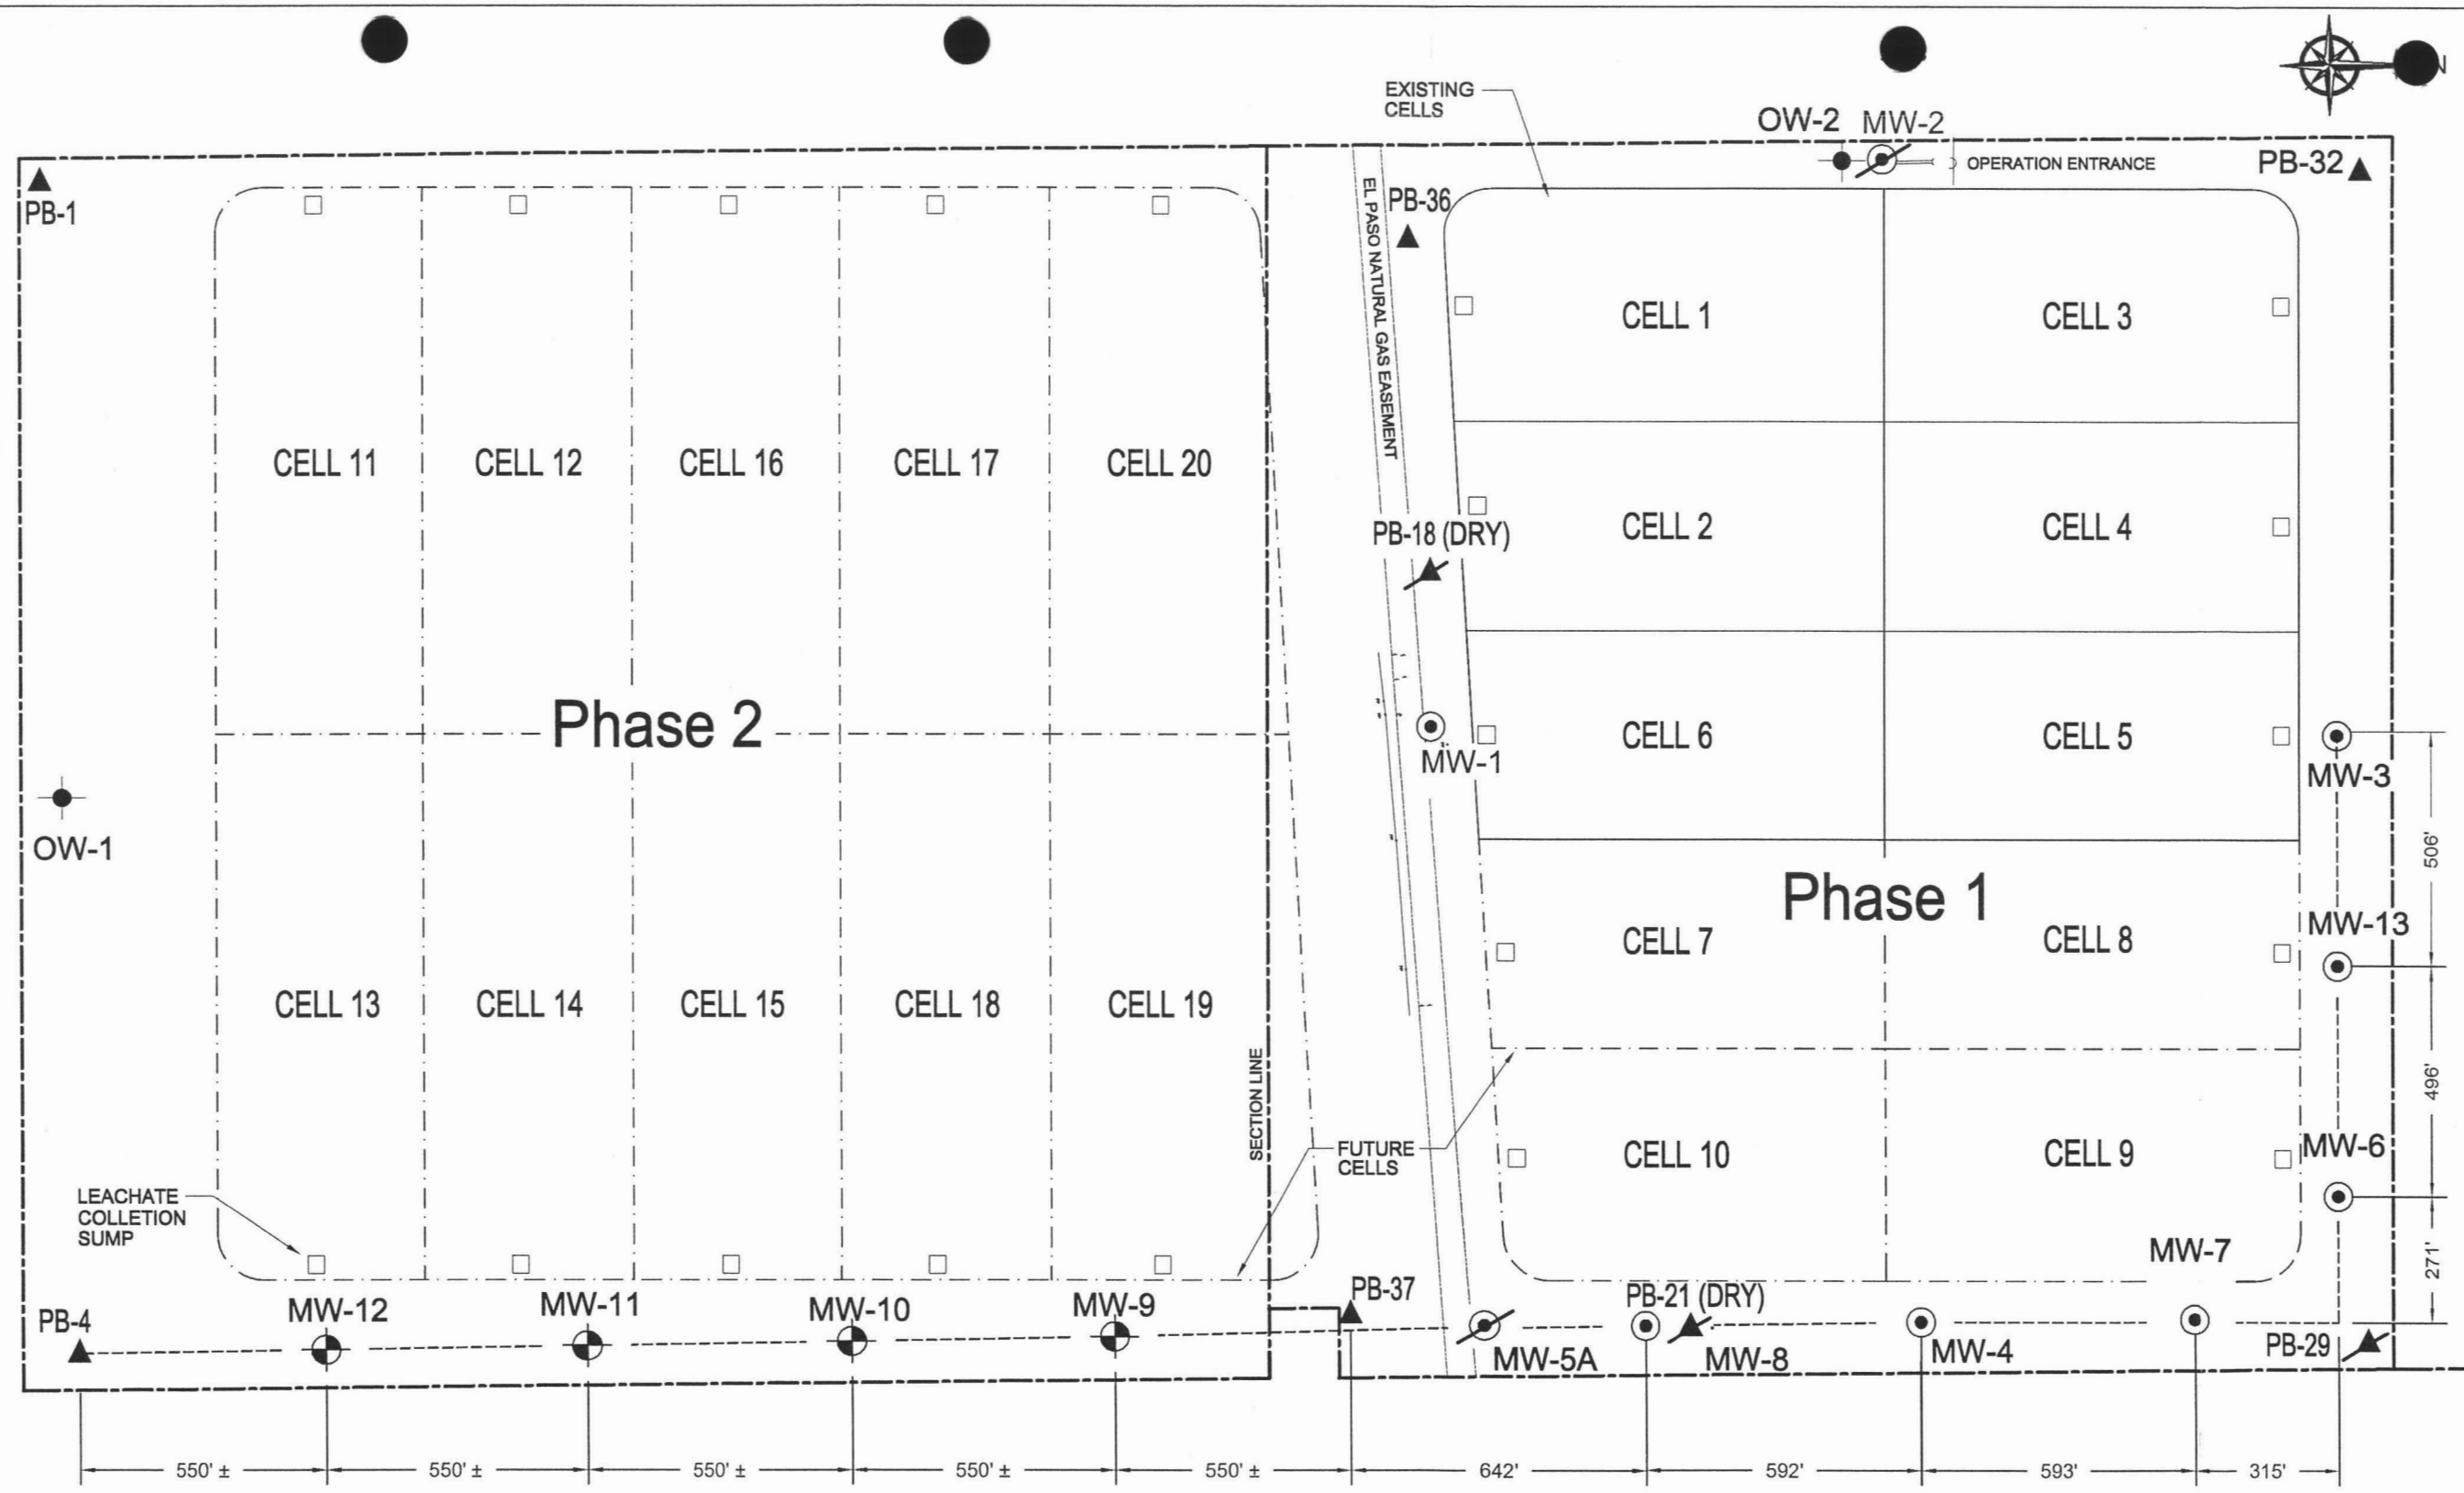 N
EXISTING
CELLS
OW-2
MW-2
OPERATION ENTRANCE
PB-32
PB-1
PB-36
EL PASO NATURAL GAS EASEMENT
CELL 1
CELL 3
CELL 11
CELL 12
CELL 16
CELL 17
CELL 20
PB-18 (DRY)
CELL 2
CELL 4
Phase 2
MW-1
CELL 6
CELL 5
MW-3
OW-1
506'
Phase 1
MW-13
CELL 7
CELL 8
CELL 13
CELL 14
CELL 15
CELL 18
CELL 19
SECTION LINE
496'
FUTURE
CELLS
CELL 10
CELL 9
MW-6
LEACHATE
COLLETION
SUMP
MW-7
271'
PB-4
MW-12
MW-11
MW-10
MW-9
PB-37
PB-21 (DRY)
MW-5A
MW-8
MW-4
PB-29
550' ±
550' ±
550' ±
550' ±
550' ±
642'
592'
593'
315'